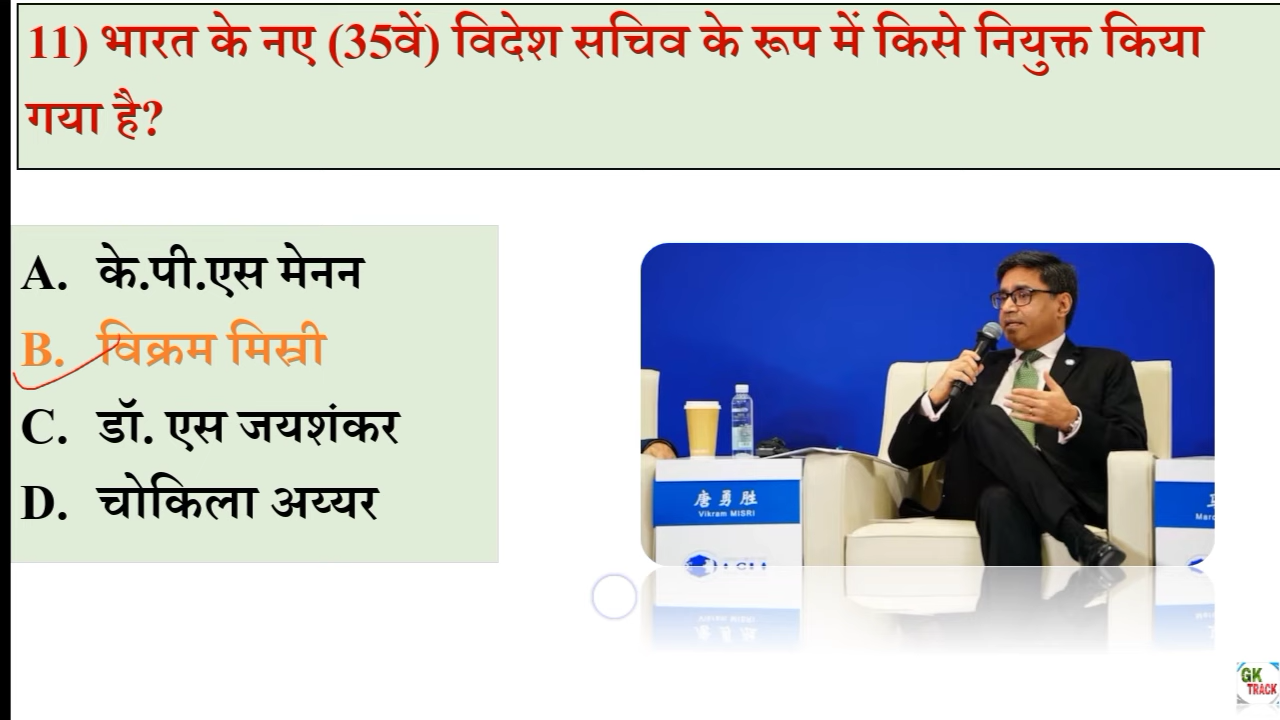 11) भारत के नए (35वें) विदेश सचिव के रूप में किसे नियुक्त किया
गया है?
A. के.पी.एस मेनन
B. विक्रम मिस्री
C. डॉ. एस जयशंकर
D. चोकिला अय्यर
唐勇胜
Vikram MISRI
GK
TRACK